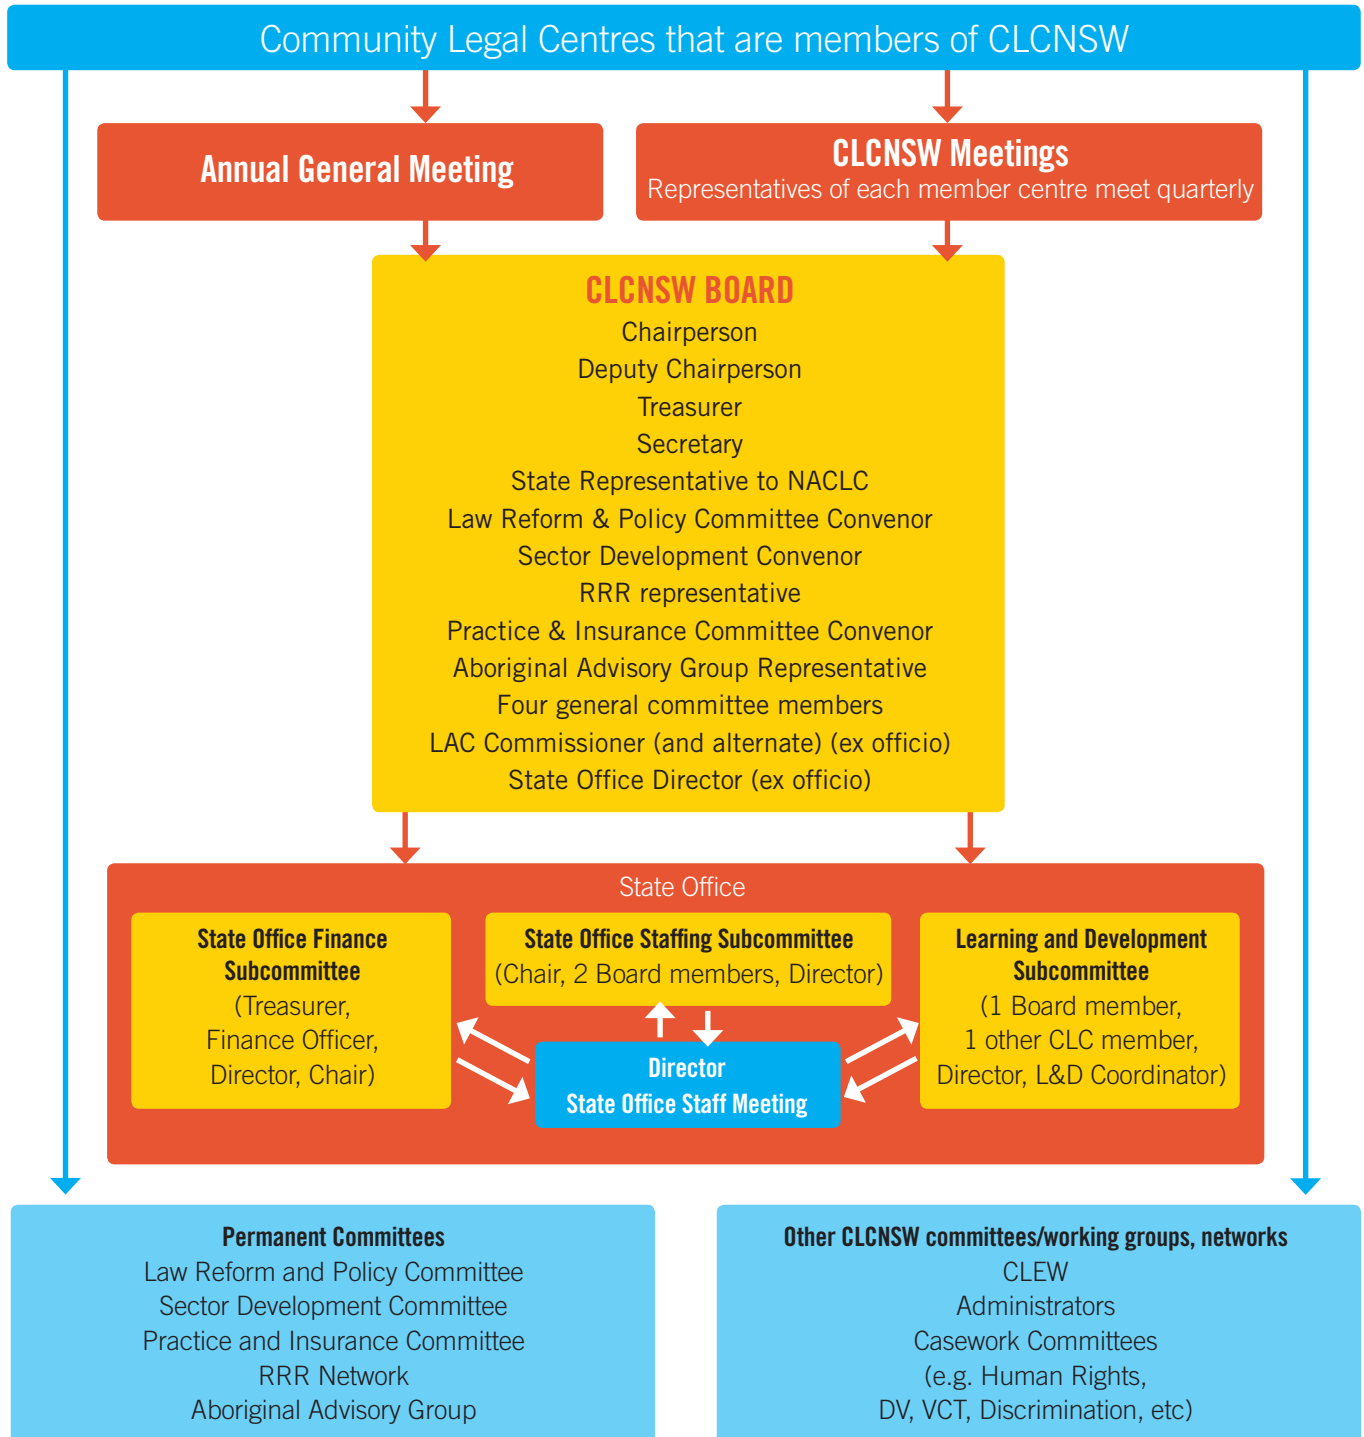 Community Legal Centres that are members of CLCNSW
Annual General Meeting
CLCNSW Meetings
Representatives of each member centre meet quarterly
CLCNSW BOARD
Chairperson
Deputy Chairperson
Treasurer
Secretary
State Representative to NACLC
Law Reform & Policy Committee Convenor
Sector Development Convenor
RRR representative
Practice & Insurance Committee Convenor
Aboriginal Advisory Group Representative
Four general committee members
LAC Commissioner (and alternate) (ex officio)
State Office Director (ex officio)
State Office
State Office Finance
Subcommittee
(Treasurer,
Finance Officer,
Director, Chair)
State Office Staffing Subcommittee
(Chair, 2 Board members, Director)
Learning and Development
Subcommittee
(1 Board member,
1 other CLC member,
Director, L&D Coordinator)
Director
State Office Staff Meeting
Permanent Committees
Law Reform and Policy Committee
Sector Development Committee
Practice and Insurance Committee
RRR Network
Aboriginal Advisory Group
Other CLCNSW committees/working groups, networks
CLEW
Administrators
Casework Committees
(e.g. Human Rights,
DV, VCT, Discrimination, etc)